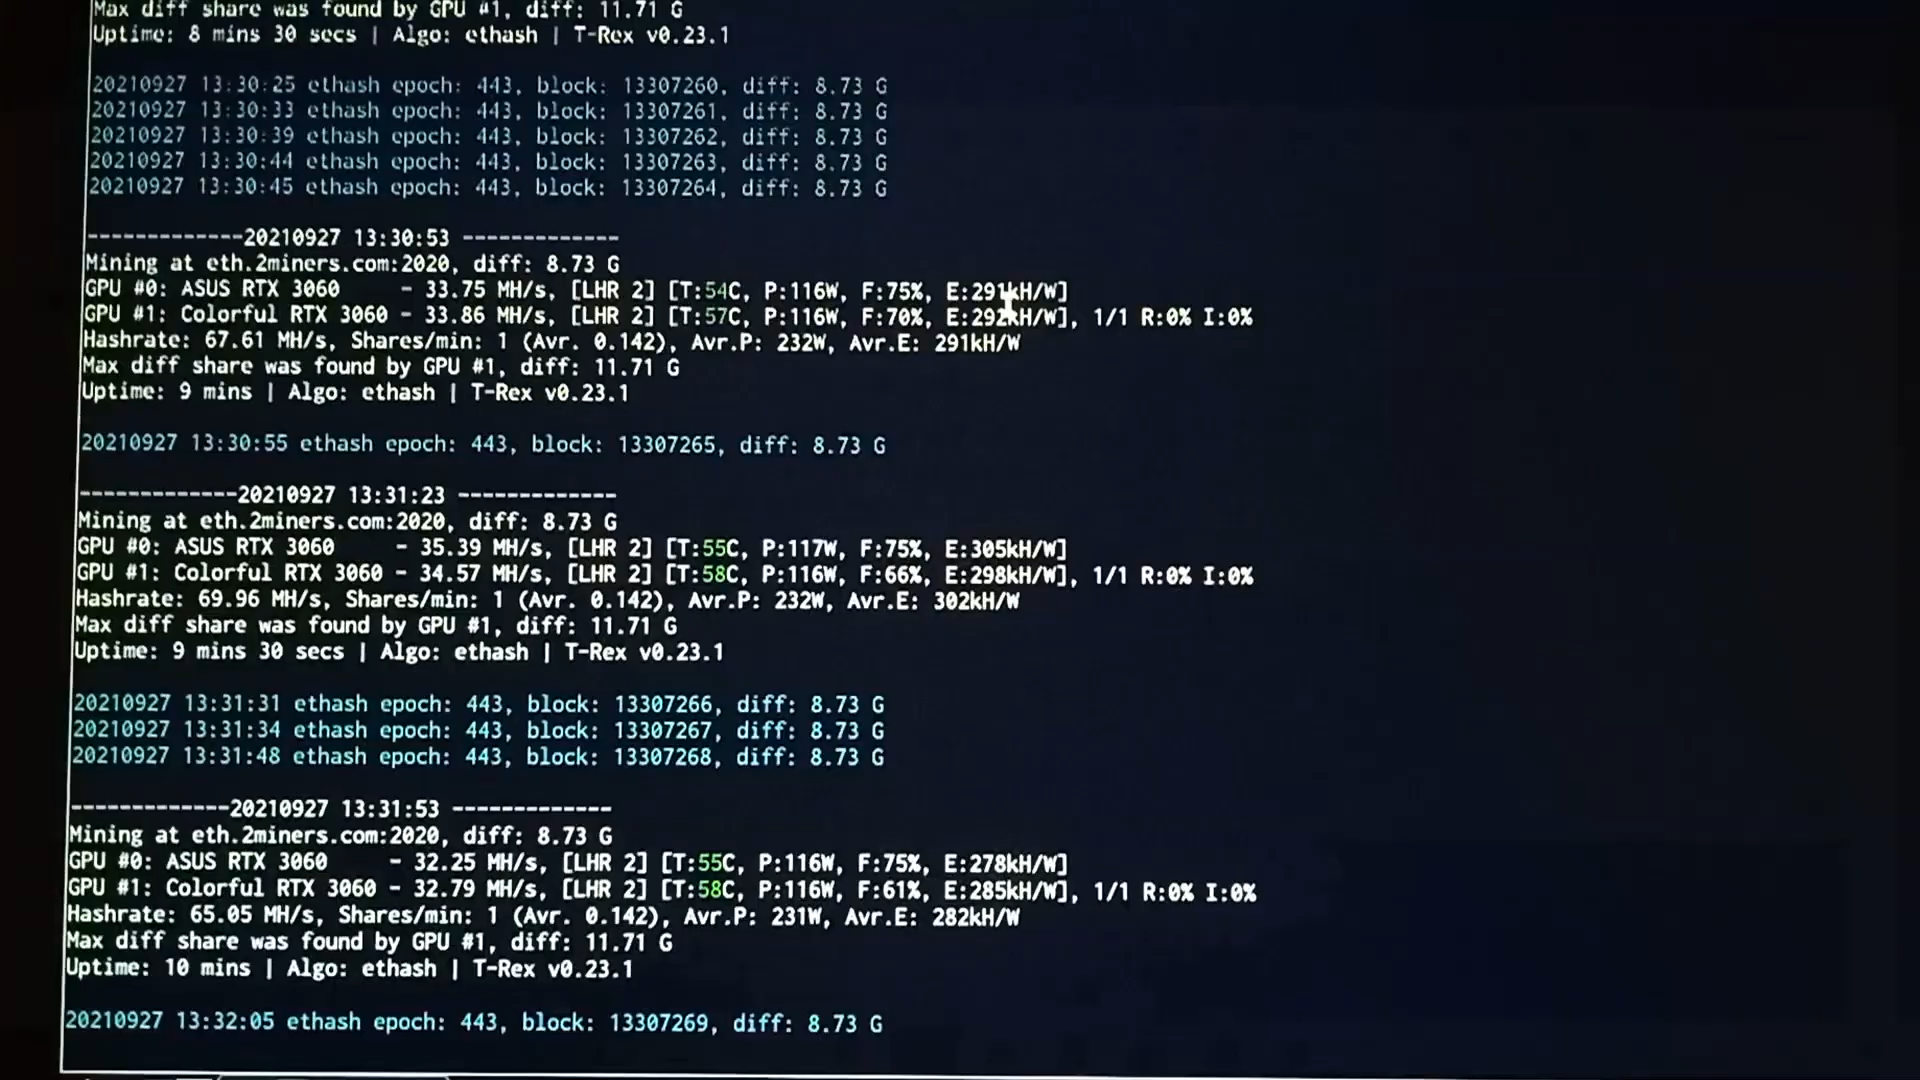 Max diff share was found by GPU #1, diff: 11.71 G
Uptime: 8 mins 30 secs | Algo: ethash | T-Rex v0.23.1
20210927 13:30:25 ethash epoch: 443, block: 13307260, diff: 8.73 G
20210927 13:30:33 ethash epoch: 443, block: 13307261, diff: 8.73 G
20210927 13:30:39 ethash epoch: 443, block: 13307262, diff: 8.73 G
20210927 13:30:44 ethash epoch: 443, block: 13307263, diff: 8.73 G
20210927 13:30:45 ethash epoch: 443, block: 13307264, diff: 8.73 G
-------------20210927 13:30:53 -------------
Mining at eth.2miners.com:2020, diff: 8.73 G
GPU #0: ASUS RTX 3060     - 33.75 MH/s, [LHR 2] [T:54C, P:116W, F:75%, E:291kH/W]
GPU #1: Colorful RTX 3060 - 33.86 MH/s, [LHR 2] [T:57C, P:116W, F:70%, E:292kH/W], 1/1 R:0% I:0%
Hashrate: 67.61 MH/s, Shares/min: 1 (Avr. 0.142), Avr.P: 232W, Avr.E: 291kH/W
Max diff share was found by GPU #1, diff: 11.71 G
Uptime: 9 mins | Algo: ethash | T-Rex v0.23.1
20210927 13:30:55 ethash epoch: 443, block: 13307265, diff: 8.73 G
-------------20210927 13:31:23 -------------
Mining at eth.2miners.com:2020, diff: 8.73 G
GPU #0: ASUS RTX 3060     - 35.39 MH/s, [LHR 2] [T:55C, P:117W, F:75%, E:305kH/W]
GPU #1: Colorful RTX 3060 - 34.57 MH/s, [LHR 2] [T:58C, P:116W, F:66%, E:298kH/W], 1/1 R:0% I:0%
Hashrate: 69.96 MH/s, Shares/min: 1 (Avr. 0.142), Avr.P: 232W, Avr.E: 302kH/W
Max diff share was found by GPU #1, diff: 11.71 G
Uptime: 9 mins 30 secs | Algo: ethash | T-Rex v0.23.1
20210927 13:31:31 ethash epoch: 443, block: 13307266, diff: 8.73 G
20210927 13:31:34 ethash epoch: 443, block: 13307267, diff: 8.73 G
20210927 13:31:48 ethash epoch: 443, block: 13307268, diff: 8.73 G
-------------20210927 13:31:53 -------------
Mining at eth.2miners.com:2020, diff: 8.73 G
GPU #0: ASUS RTX 3060     - 32.25 MH/s, [LHR 2] [T:55C, P:116W, F:75%, E:278kH/W]
GPU #1: Colorful RTX 3060 - 32.79 MH/s, [LHR 2] [T:58C, P:116W, F:61%, E:285kH/W], 1/1 R:0% I:0%
Hashrate: 65.05 MH/s, Shares/min: 1 (Avr. 0.142), Avr.P: 231W, Avr.E: 282kH/W
Max diff share was found by GPU #1, diff: 11.71 G
Uptime: 10 mins | Algo: ethash | T-Rex v0.23.1
20210927 13:32:05 ethash epoch: 443, block: 13307269, diff: 8.73 G